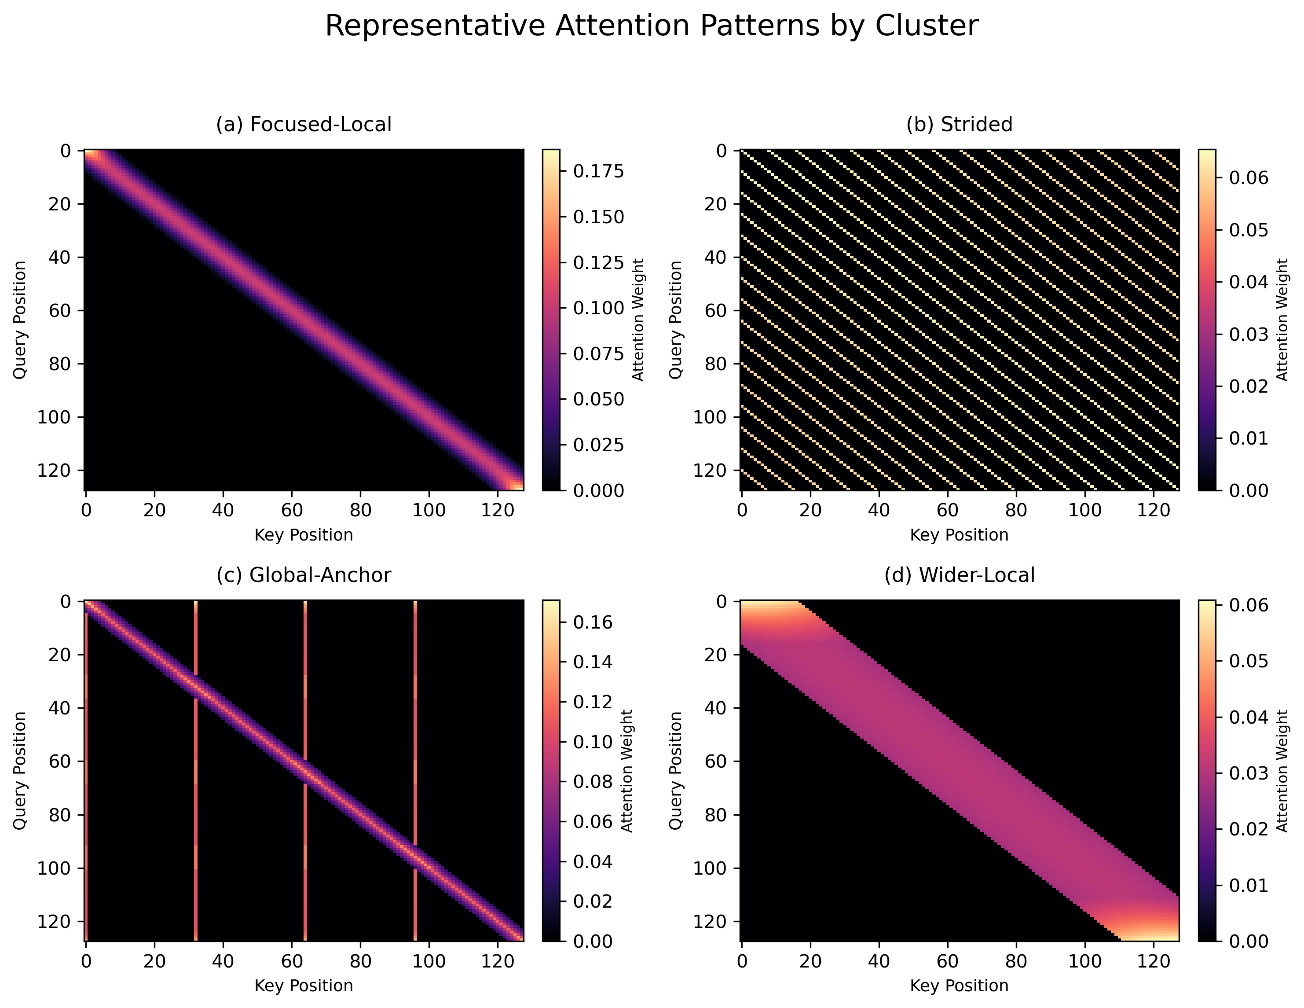 Representative Attention Patterns by Cluster
(a) Focused-Local
0
20
40
60
80
100
120
Query Position
0 20 40 60 80 100 120
Key Position
0.175
0.150
0.125
0.100
0.075
0.050
0.025
0.000
Attention Weight
(b) Strided
0
20
40
60
80
100
120
Query Position
0 20 40 60 80 100 120
Key Position
0.06
0.05
0.04
0.03
0.02
0.01
0.00
Attention Weight
(c) Global-Anchor
0
20
40
60
80
100
120
Query Position
0 20 40 60 80 100 120
Key Position
0.16
0.14
0.12
0.10
0.08
0.06
0.04
0.02
0.00
Attention Weight
(d) Wider-Local
0
20
40
60
80
100
120
Query Position
0 20 40 60 80 100 120
Key Position
0.06
0.05
0.04
0.03
0.02
0.01
0.00
Attention Weight